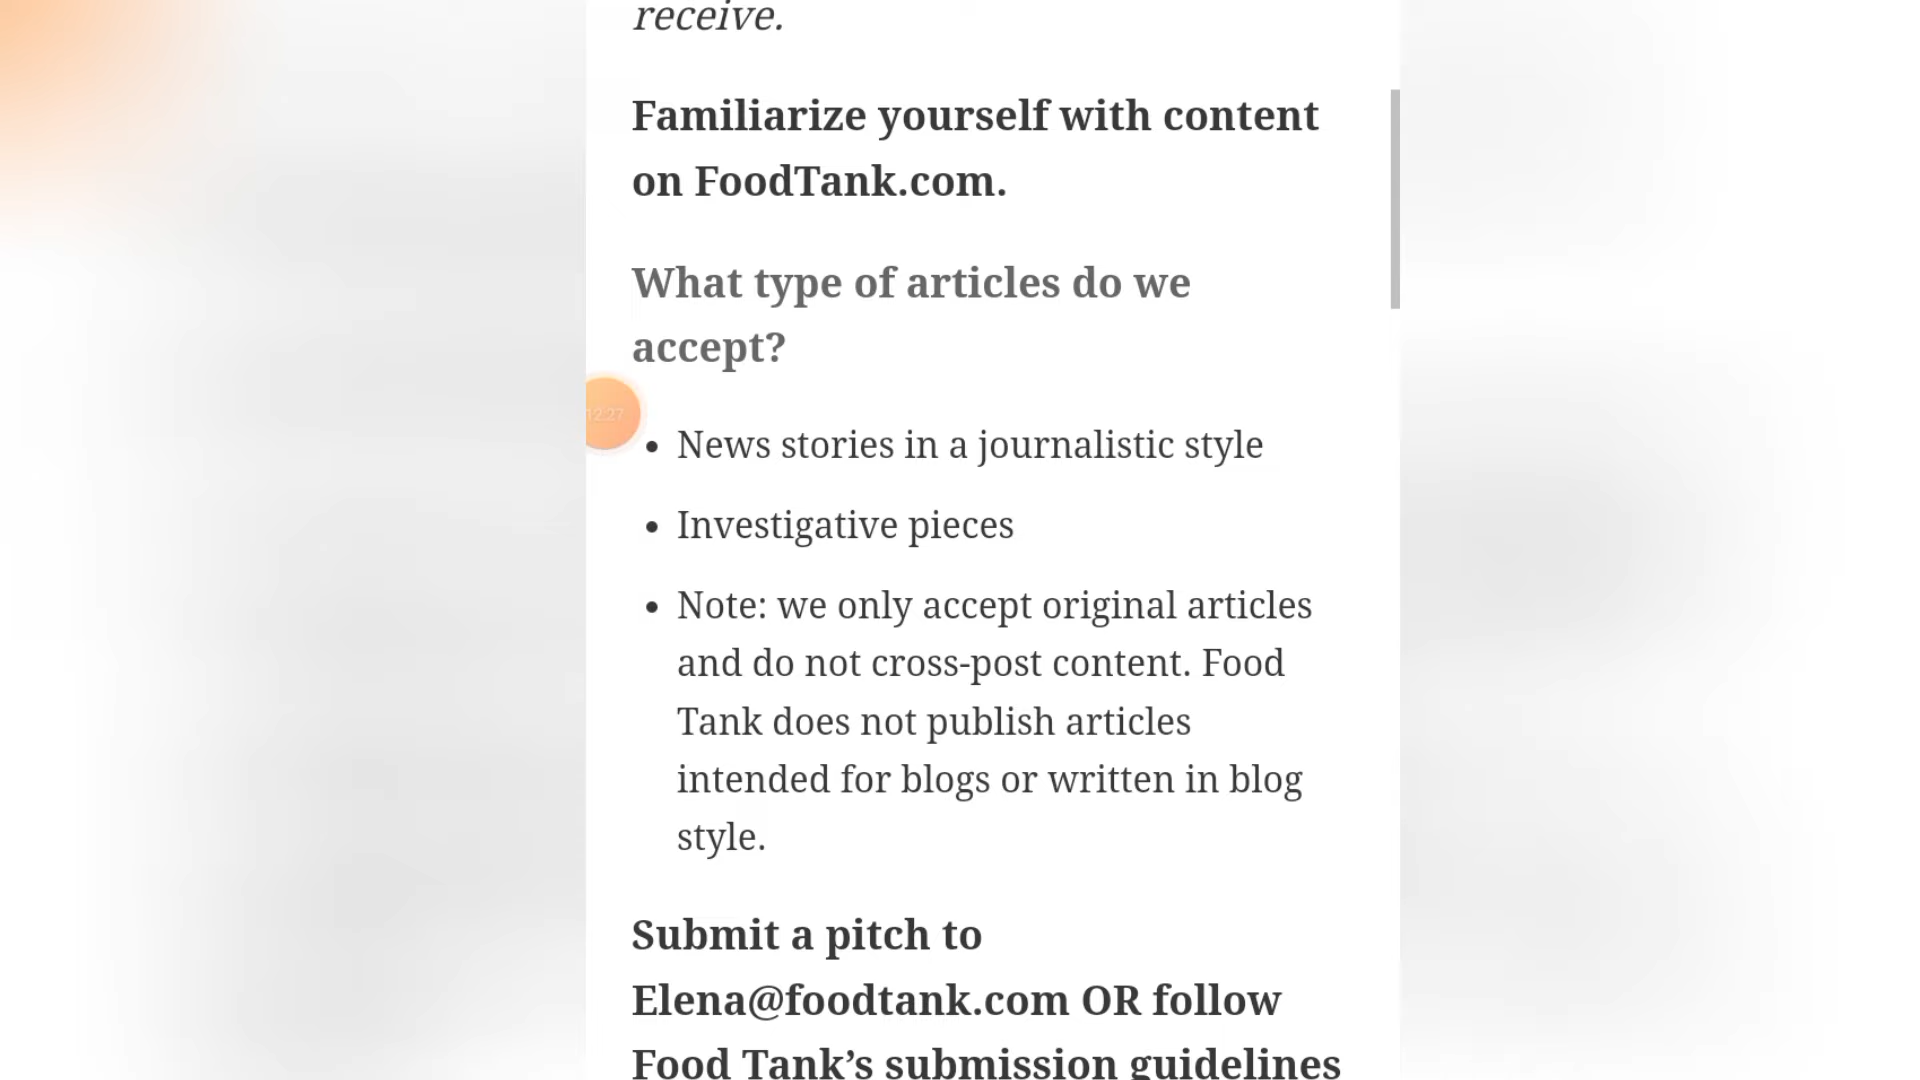 receive.
Familiarize yourself with content
on FoodTank.com.
What type of articles do we
accept?
12:27
• News stories in a journalistic style
• Investigative pieces
• Note: we only accept original articles
and do not cross-post content. Food
Tank does not publish articles
intended for blogs or written in blog
style.
Submit a pitch to
Elena@foodtank.com OR follow
Food Tank’s submission guidelines